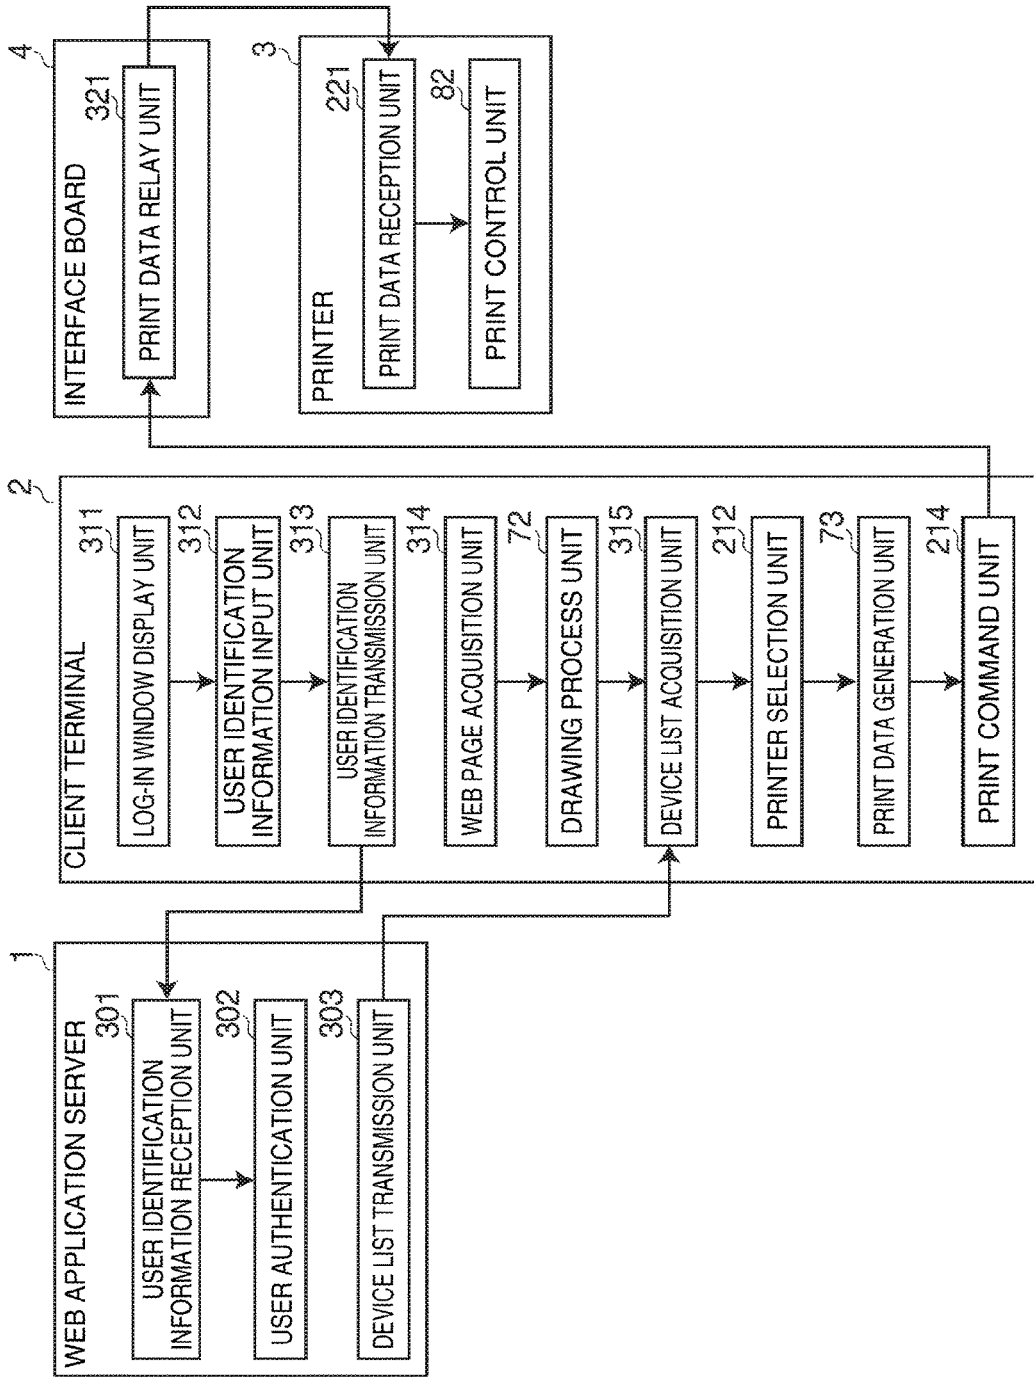 WEB APPLICATION SERVER
1
USER IDENTIFICATION
INFORMATION RECEPTION UNIT
301
USER AUTHENTICATION UNIT
302
DEVICE LIST TRANSMISSION UNIT
303
CLIENT TERMINAL
2
LOG-IN WINDOW DISPLAY UNIT
311
USER IDENTIFICATION
INFORMATION INPUT UNIT
312
USER IDENTIFICATION
INFORMATION TRANSMISSION UNIT
313
WEB PAGE ACQUISITION UNIT
314
DRAWING PROCESS UNIT
72
DEVICE LIST ACQUISITION UNIT
315
PRINTER SELECTION UNIT
212
PRINT DATA GENERATION UNIT
73
PRINT COMMAND UNIT
214
INTERFACE BOARD
4
PRINT DATA RELAY UNIT
321
PRINTER
3
PRINT DATA RECEPTION UNIT
221
PRINT CONTROL UNIT
82